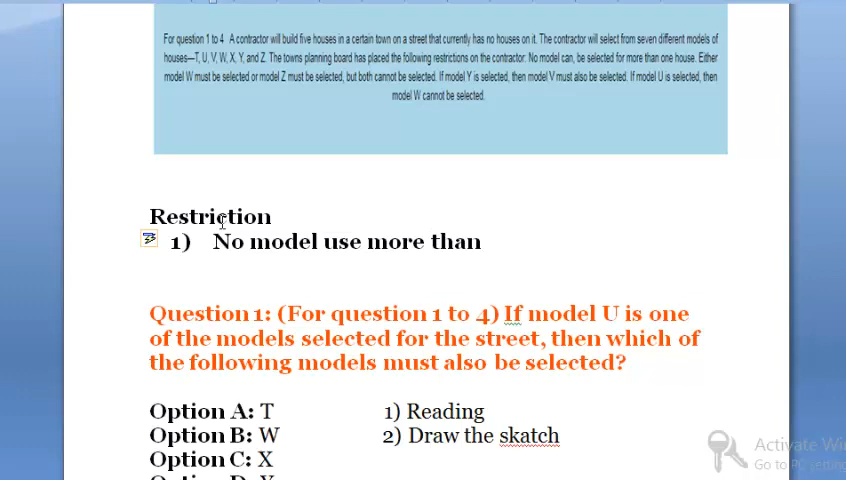 For question 1 to 4 A contractor will build five houses in a certain town on a street that currently has no houses on it. The contractor will select from seven different models of
houses—T, U, V, W, X, Y, and Z. The towns planning board has placed the following restrictions on the contractor. No model can, be selected for more than one house. Either
model W must be selected or model Z must be selected, but both cannot be selected. If model Y is selected, then model V must also be selected. If model U is selected, then
model W cannot be selected.
Restriction
1) No model use more than
Question 1: (For question 1 to 4) If model U is one
of the models selected for the street, then which of
the following models must also be selected?
Option A: T 1) Reading
Option B: W 2) Draw the skatch
Option C: X
Activate Wi
Go to PC setting